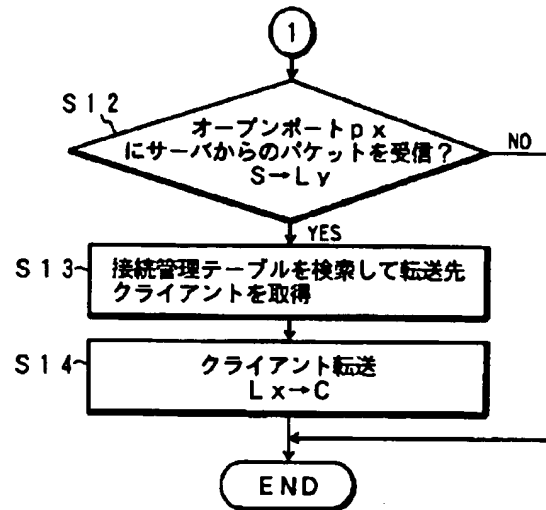 1
S12
オープンポートpx
にサーバからのパケットを受信?
S→Ly
NO
YES
S13
接続管理テーブルを検索して転送先
クライアントを取得
S14
クライアント転送
Lx→C
END